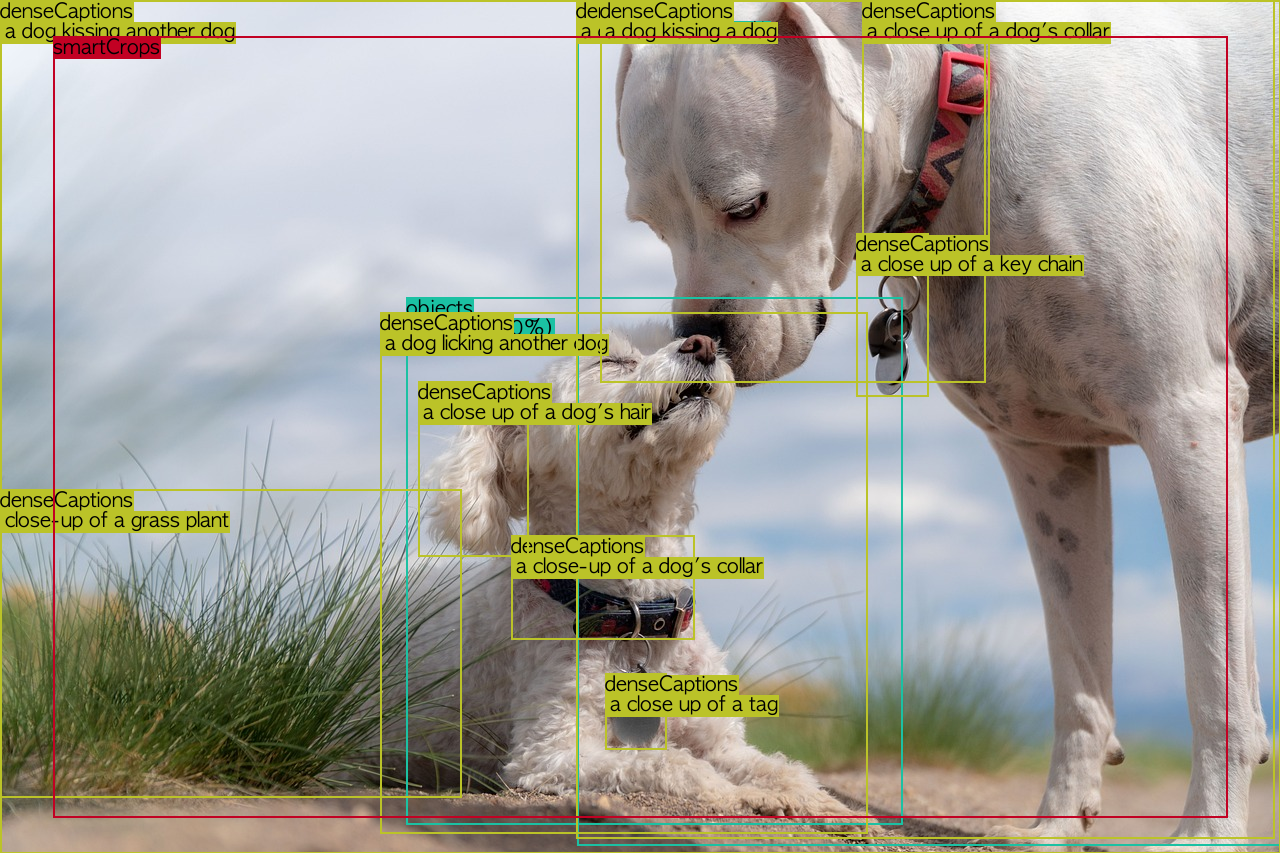 denseCaptions
a dog kissing another dog
denseCaptions
a dog kissing a dog
denseCaptions
a close up of a dog's collar
smartCrops
denseCaptions
a close up of a key chain
objects
0%)
denseCaptions
a dog licking another dog
denseCaptions
a close up of a dog's hair
denseCaptions
close-up of a grass plant
denseCaptions
a close-up of a dog's collar
denseCaptions
a close up of a tag